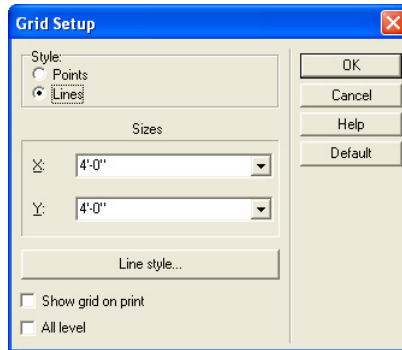 Grid Setup
Style:
Points
Lines
OK
Cancel
Help
Default
Sizes
X: 4'-0"
Y: 4'-0"
Line style...
Show grid on print
All level